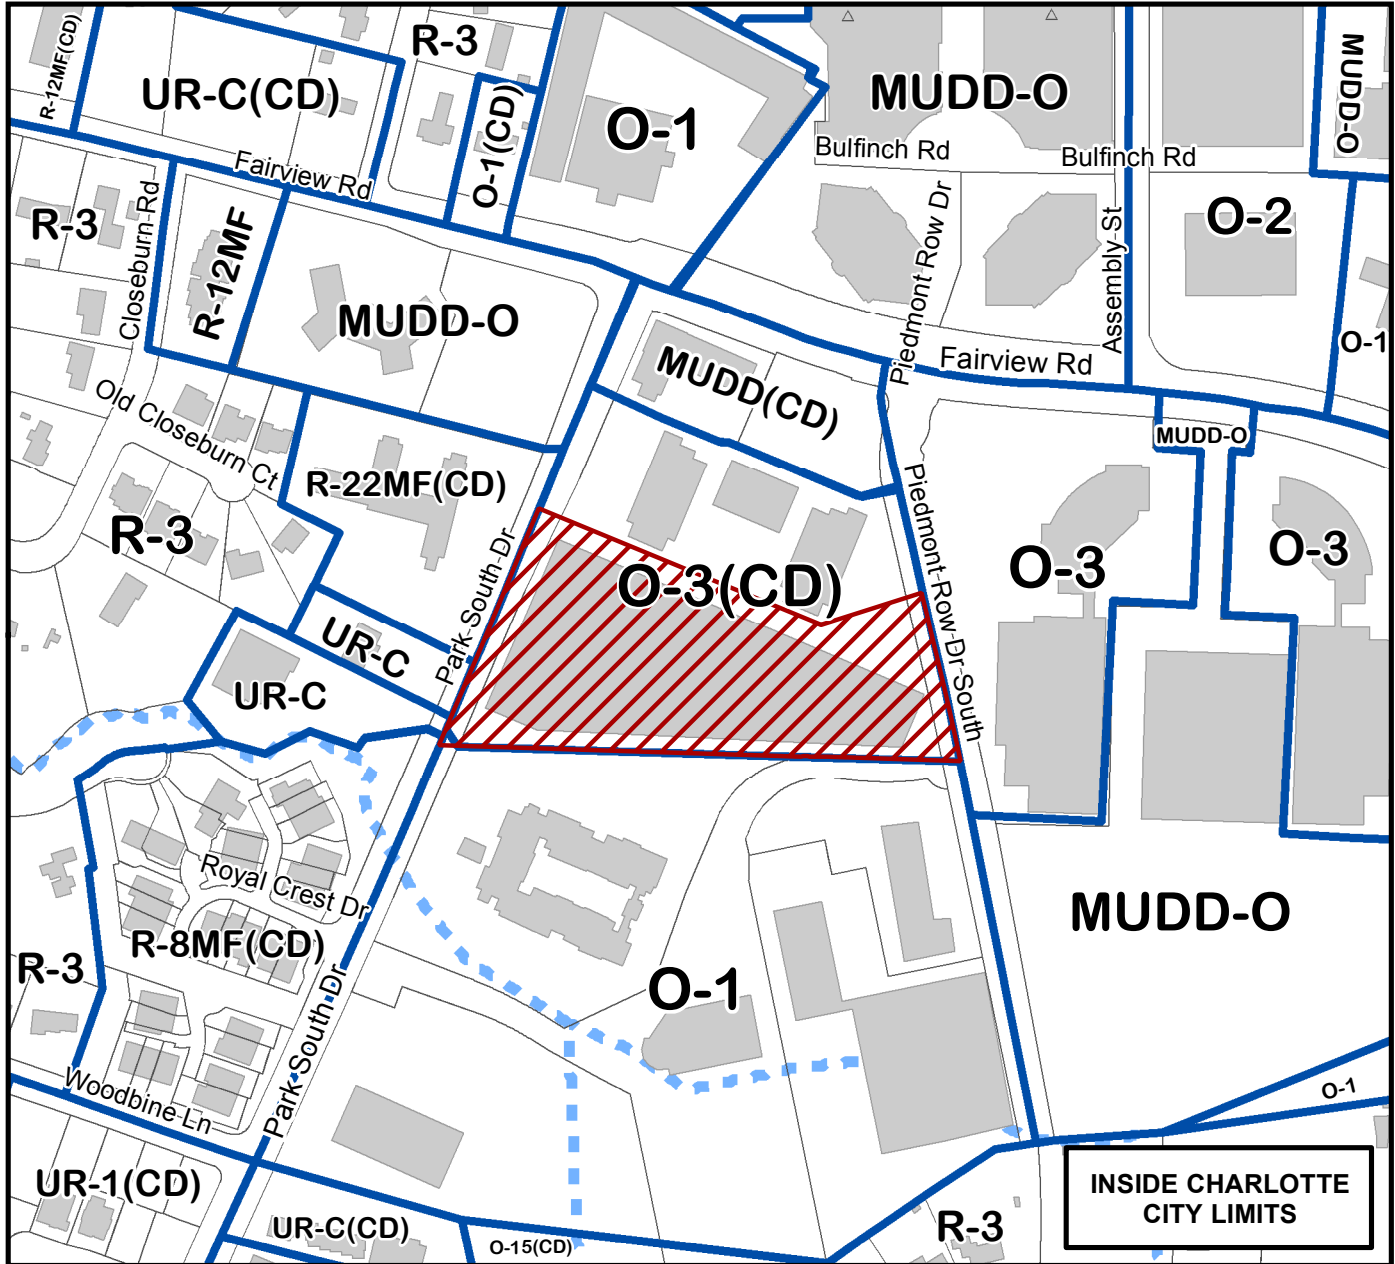 R-12MF(CD)
UR-C(CD)
R-3
O-1(CD)
O-1
MUDD-O
MUDD-O
Bulfinch Rd
Bulfinch Rd
Fairview Rd
R-3
Closeburn Rd
R-12MF
MUDD-O
Piedmont Row Dr
Assembly St
O-2
O-1
Fairview Rd
MUDD(CD)
MUDD-O
Old Closeburn Ct
R-22MF(CD)
R-3
Park South Dr
O-3(CD)
Piedmont Row Dr South
O-3
O-3
UR-C
UR-C
Royal Crest Dr
R-8MF(CD)
R-3
MUDD-O
O-1
Park South Dr
Woodbine Ln
O-1
UR-1(CD)
UR-C(CD)
O-15(CD)
R-3
INSIDE CHARLOTTE
CITY LIMITS